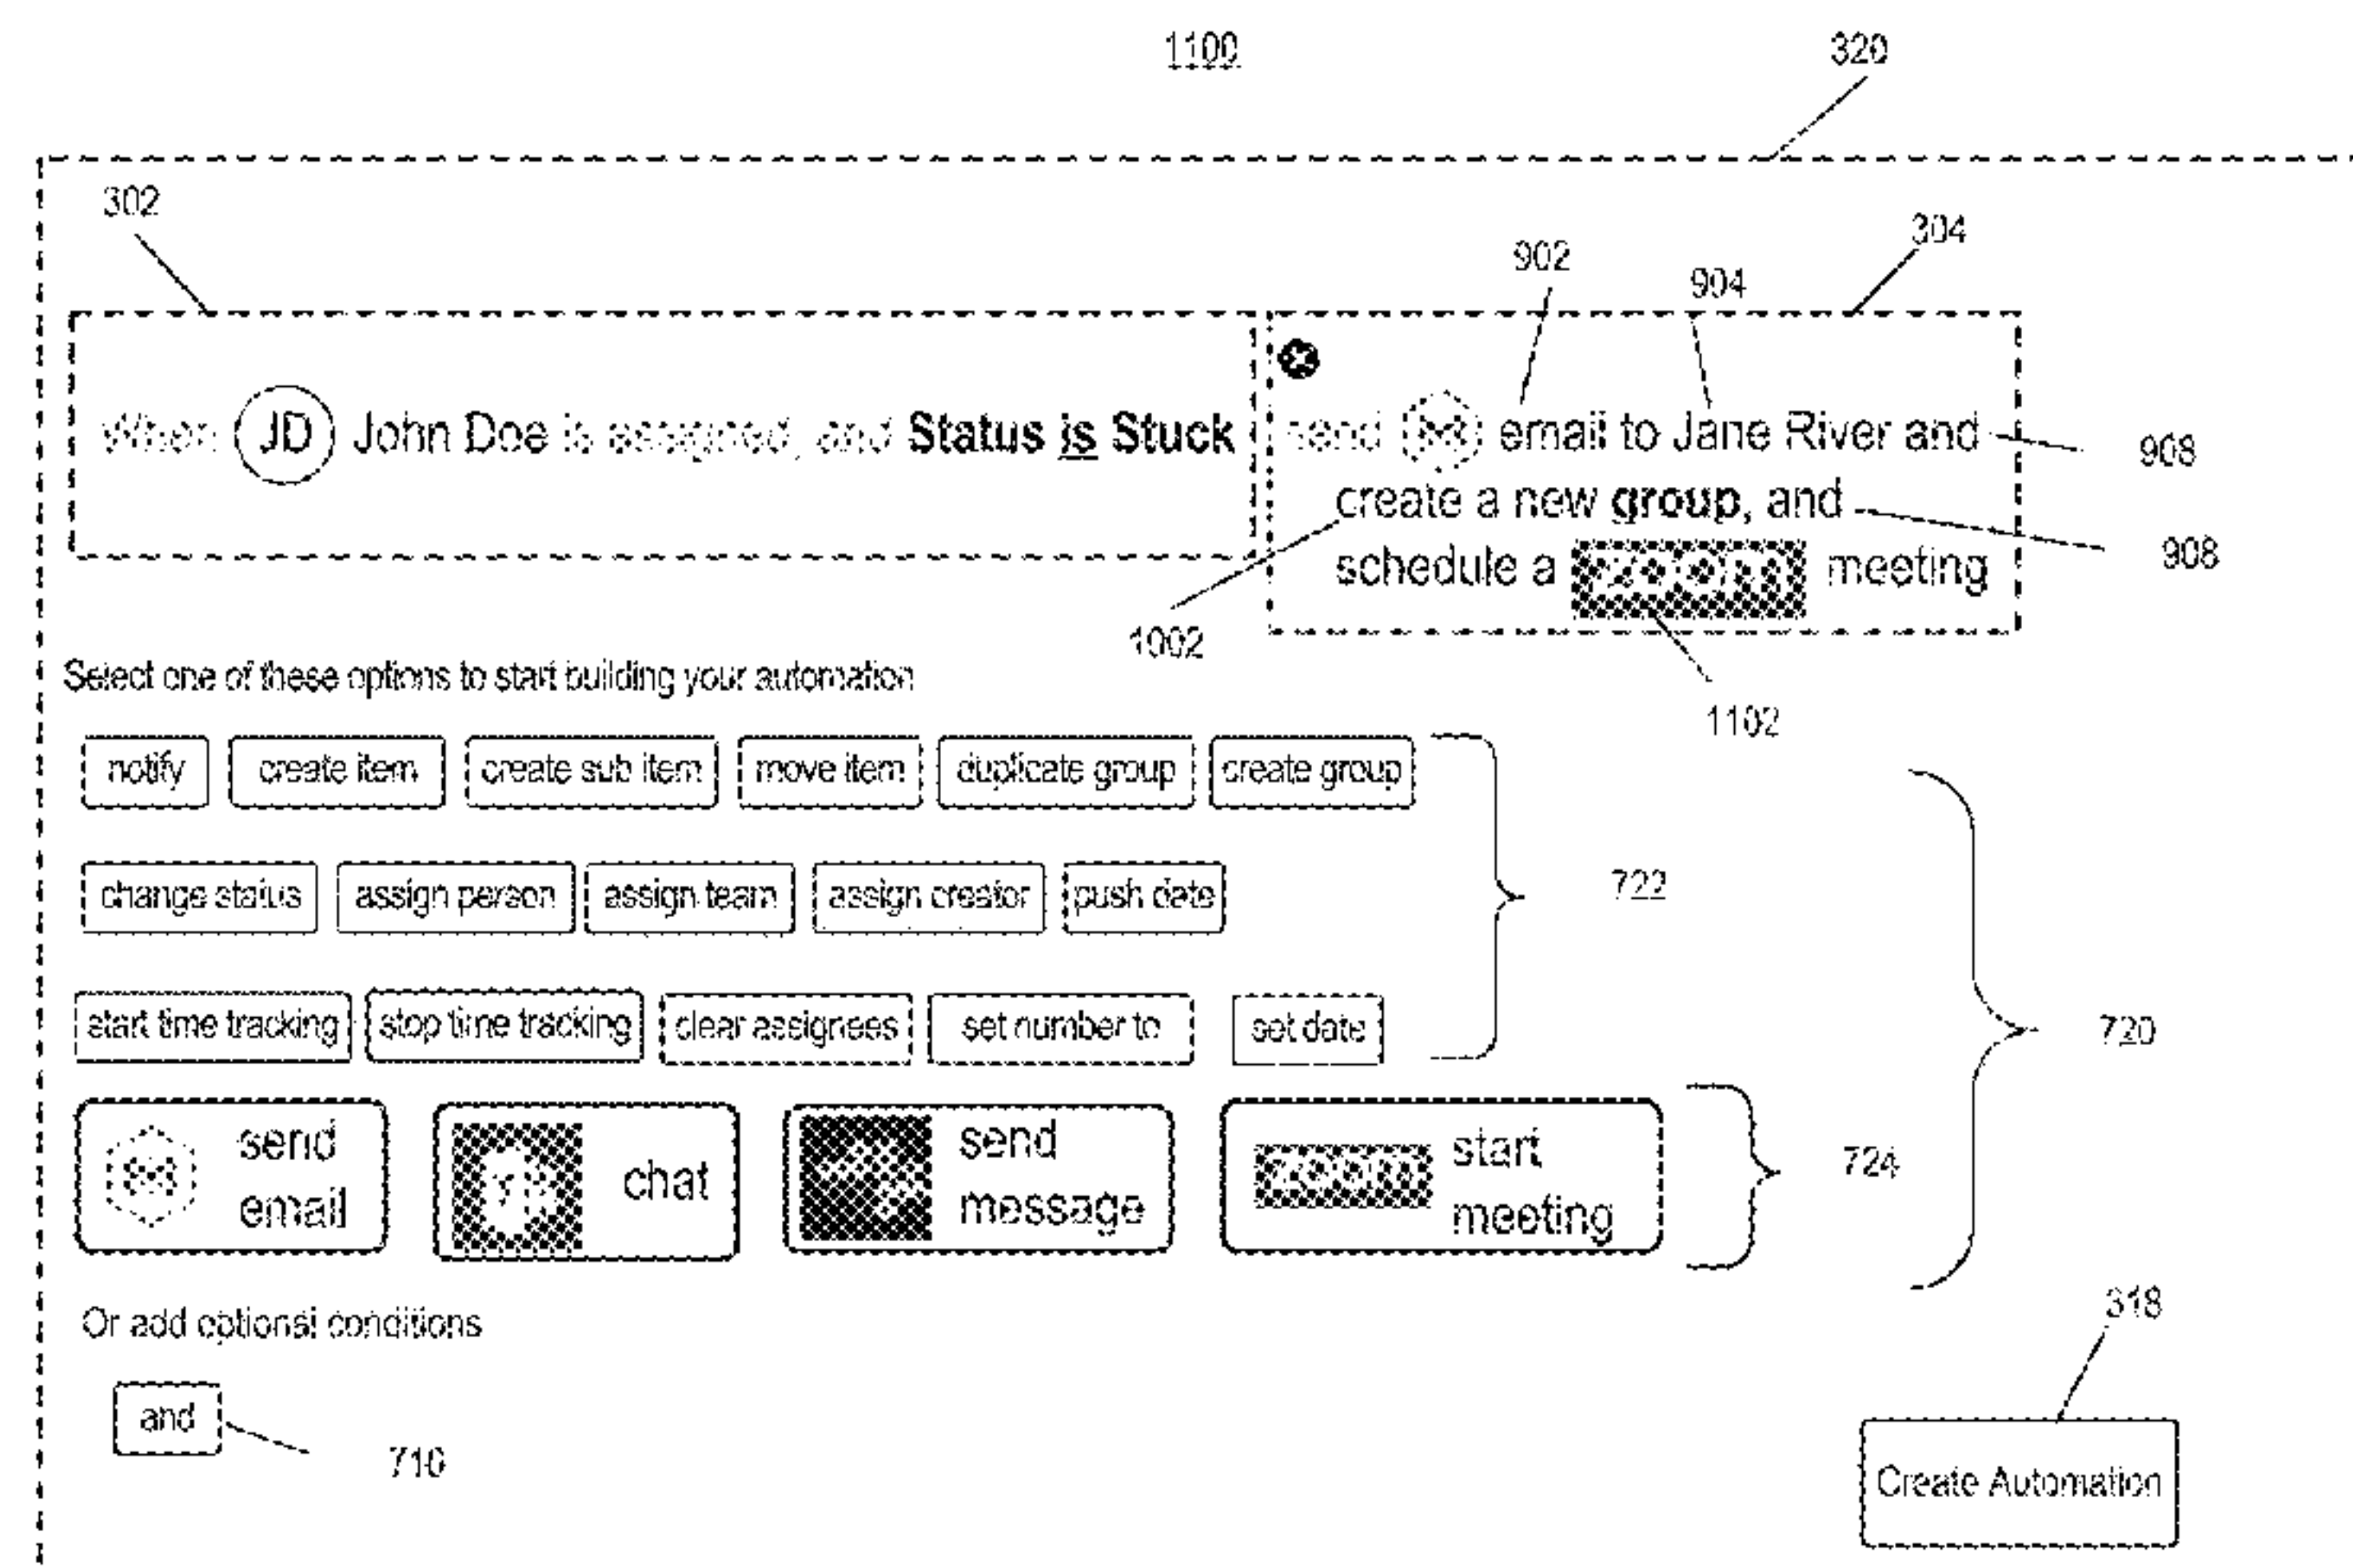 1100
320
302
304
902
904
When JD John Doe is assigned, and Status is Stuck
send M email to Jane River and
908
create a new group, and
908
schedule a zoom meeting
1002
1102
Select one of these options to start building your automation
notify create item create sub item move item duplicate group create group
change status assign person assign team assign creator push date
722
start time tracking stop time tracking clear assignees set number to set date
720
send email
chat
send message
zoom start meeting
724
Or add optional conditions
318
and
710
Create Automation